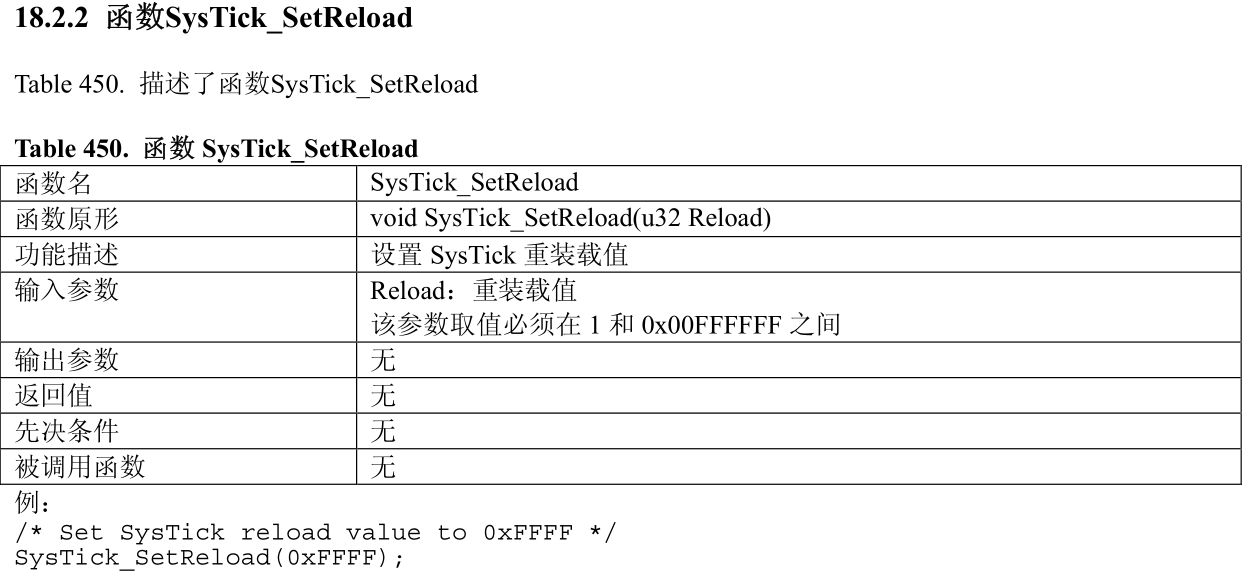 18.2.2 函数SysTick_SetReload
Table 450. 描述了函数SysTick_SetReload
Table 450. 函数 SysTick_SetReload
函数名 SysTick_SetReload
函数原形 void SysTick_SetReload(u32 Reload)
功能描述 设置 SysTick 重装载值
输入参数 Reload：重装载值
该参数取值必须在 1 和 0x00FFFFFF 之间
输出参数 无
返回值 无
先决条件 无
被调用函数 无
例：
/* Set SysTick reload value to 0xFFFF */
SysTick_SetReload(0xFFFF);